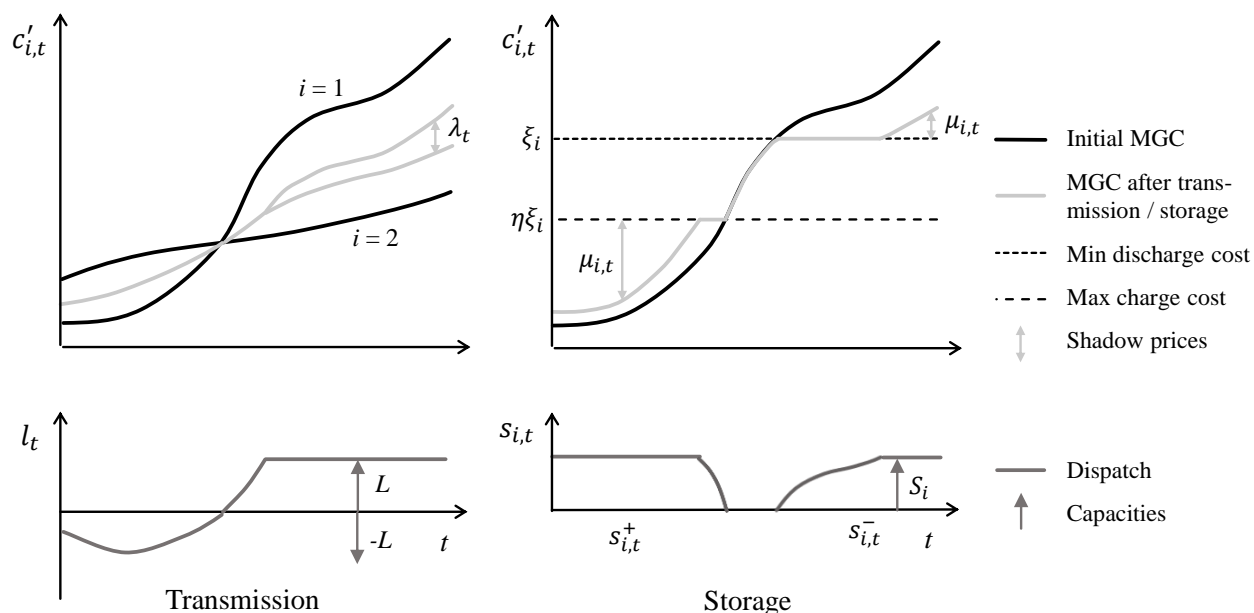 c′i,t
i = 1
λt
i = 2
c′i,t
ξi
ηξi
μi,t
μi,t
Initial MGC
MGC after trans-
mission / storage
Min discharge cost
Max charge cost
Shadow prices
lt
L
-L
t
Transmission
si,t
Si
s+i,t
s−i,t
t
Storage
Dispatch
Capacities